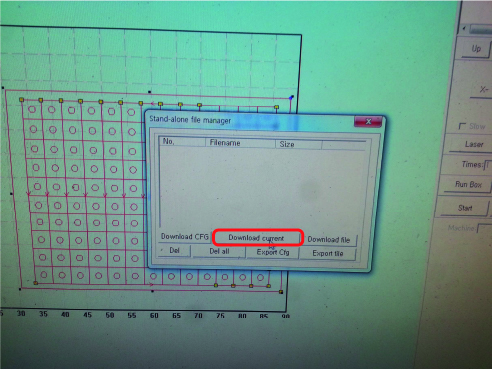 Up
X-
Stand-alone file manager
x
No. Filename Size
Laser
Times:
Run Box
Start
Machine
Download CFG Download current Download file
Del Del all Export Cfg Export file
30 35 40 45 50 55 60 65 70 75 80 85 90